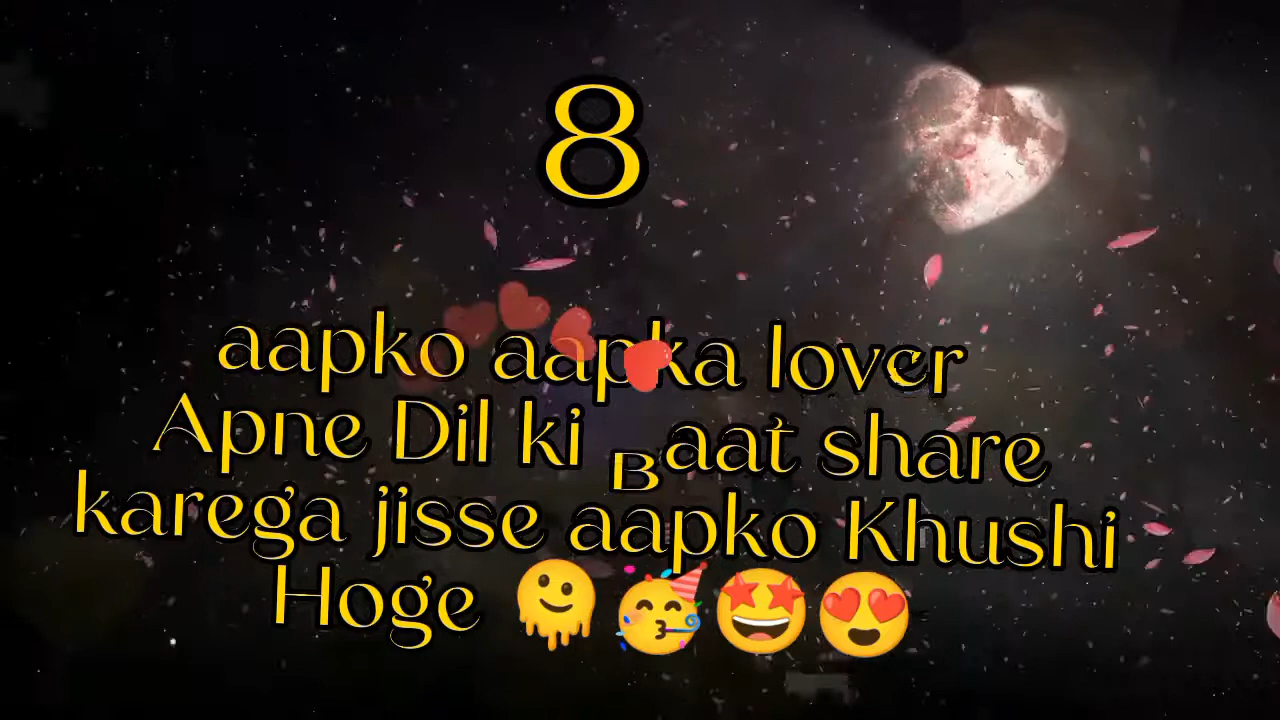 8
aapko aapka lover
Apne Dil ki Baat share
karega jisse aapko Khushi
Hoge 🫠🥳🤩😍